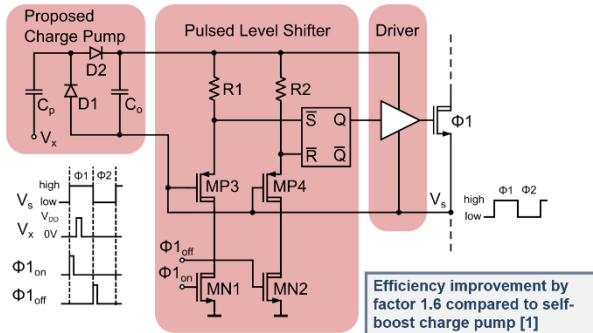 Proposed
Charge Pump
Pulsed Level Shifter
Driver
D2
R1
R2
Cp
D1
Co
Vx
S Q
R Q
Φ1
MP3
MP4
Vs
high
low
Φ1 Φ2
Vs high
low
Φ1 Φ2
Vx VDD
0V
Φ1on
Φ1off
Φ1off
Φ1on
MN1
MN2
Efficiency improvement by
factor 1.6 compared to self-
boost charge pump [1]